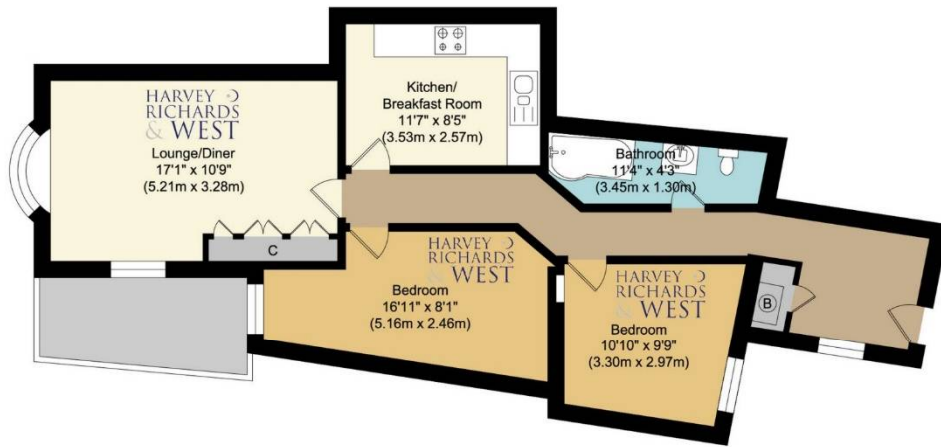 HARVEY
RICHARDS
& WEST
Lounge/Diner
17'1" x 10'9"
(5.21m x 3.28m)
Kitchen/
Breakfast Room
11'7" x 8'5"
(3.53m x 2.57m)
Bathroom
11'4" x 4'3"
(3.45m x 1.30m)
C
HARVEY
RICHARDS
& WEST
Bedroom
16'11" x 8'1"
(5.16m x 2.46m)
HARVEY
RICHARDS
& WEST
Bedroom
10'10" x 9'9"
(3.30m x 2.97m)
B